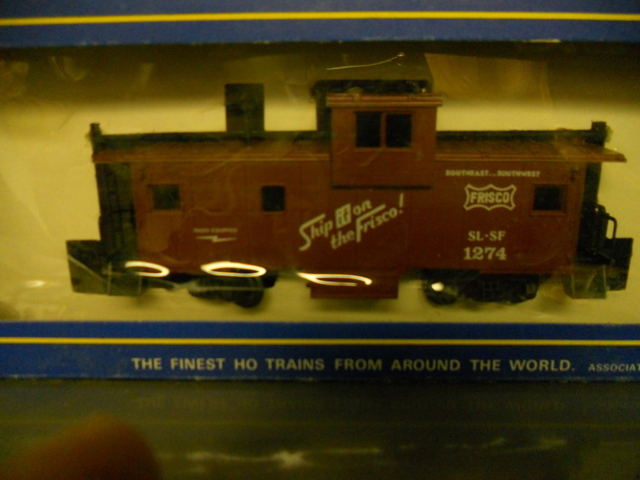 SOUTHEAST...SOUTHWEST
FRISCO
Ship it on
the Frisco!
SL-SF
1274
THE FINEST HO TRAINS FROM AROUND THE WORLD. ASSOCIAT